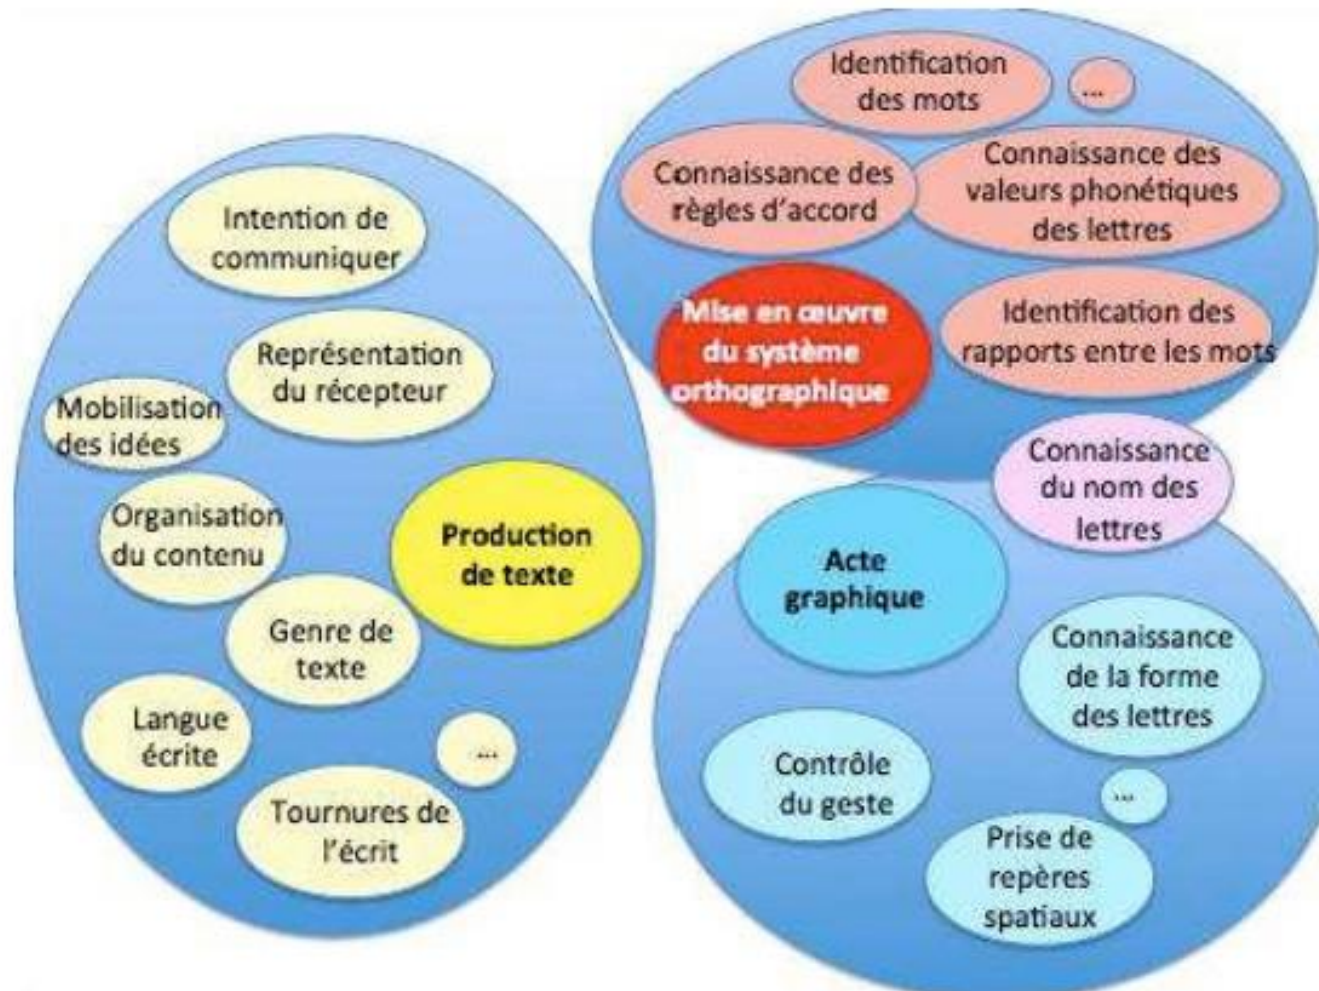 Intention de
communiquer
Représentation
du récepteur
Mobilisation
des idées
Organisation
du contenu
Production
de texte
Genre de
texte
Langue
écrite
...
Tournures de
l'écrit
Identification
des mots
...
Connaissance des
règles d'accord
Connaissance des
valeurs phonétiques
des lettres
Mise en œuvre
du système
orthographique
Identification des
rapports entre les mots
Connaissance
du nom des
lettres
Acte
graphique
Connaissance
de la forme
des lettres
Contrôle
du geste
...
Prise de
repères
spatiaux